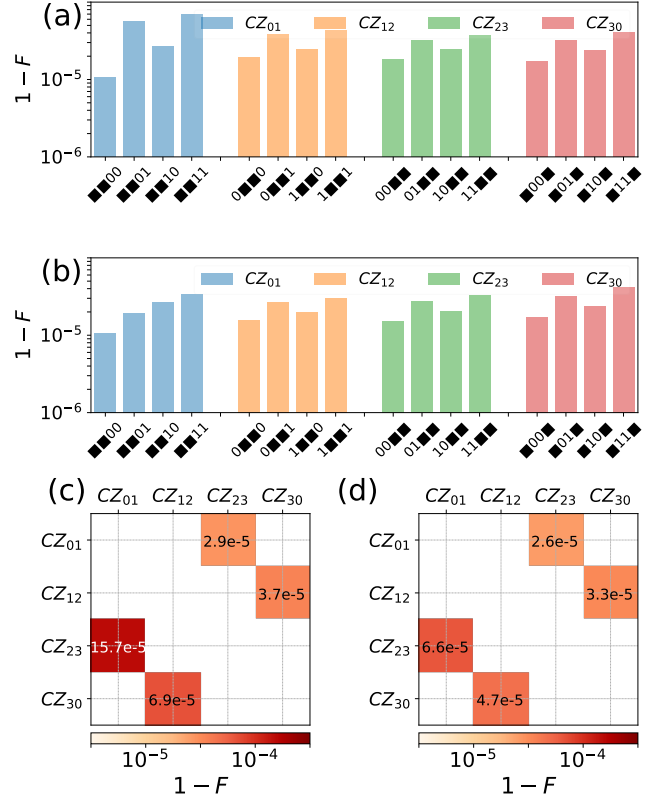 (a)
CZ₀₁ CZ₁₂ CZ₂₃ CZ₃₀
1 − F
10⁻⁵
10⁻⁶
■■00 ■■01 ■■10 ■■11 0■■0 0■■1 1■■0 1■■1 00■■ 01■■ 10■■ 11■■ ■00■ ■01■ ■10■ ■11■
(b)
CZ₀₁ CZ₁₂ CZ₂₃ CZ₃₀
1 − F
10⁻⁵
10⁻⁶
■■00 ■■01 ■■10 ■■11 0■■0 0■■1 1■■0 1■■1 00■■ 01■■ 10■■ 11■■ ■00■ ■01■ ■10■ ■11■
(c)
CZ₀₁ CZ₁₂ CZ₂₃ CZ₃₀
CZ₀₁ 2.9e-5
CZ₁₂ 3.7e-5
CZ₂₃ 15.7e-5
CZ₃₀ 6.9e-5
10⁻⁵ 10⁻⁴
1 − F
(d)
CZ₀₁ CZ₁₂ CZ₂₃ CZ₃₀
CZ₀₁ 2.6e-5
CZ₁₂ 3.3e-5
CZ₂₃ 6.6e-5
CZ₃₀ 4.7e-5
10⁻⁵ 10⁻⁴
1 − F